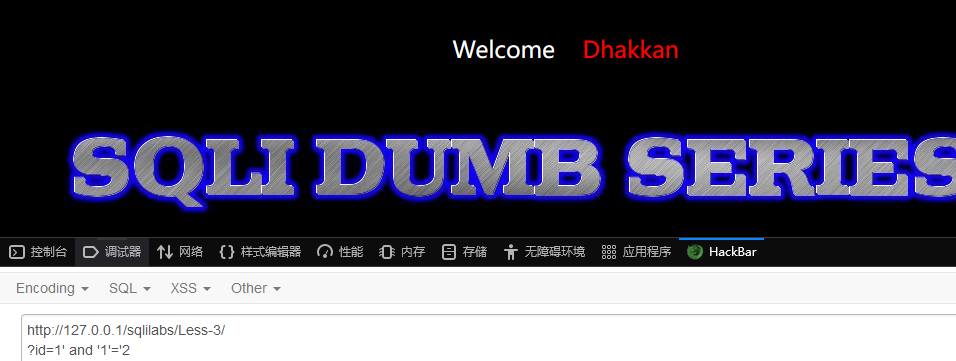 Welcome Dhakkan
SQLI DUMB SERIES
控制台 调试器 网络 样式编辑器 性能 内存 存储 无障碍环境 应用程序 HackBar
Encoding SQL XSS Other
http://127.0.0.1/sqlilabs/Less-3/
?id=1' and '1'='2